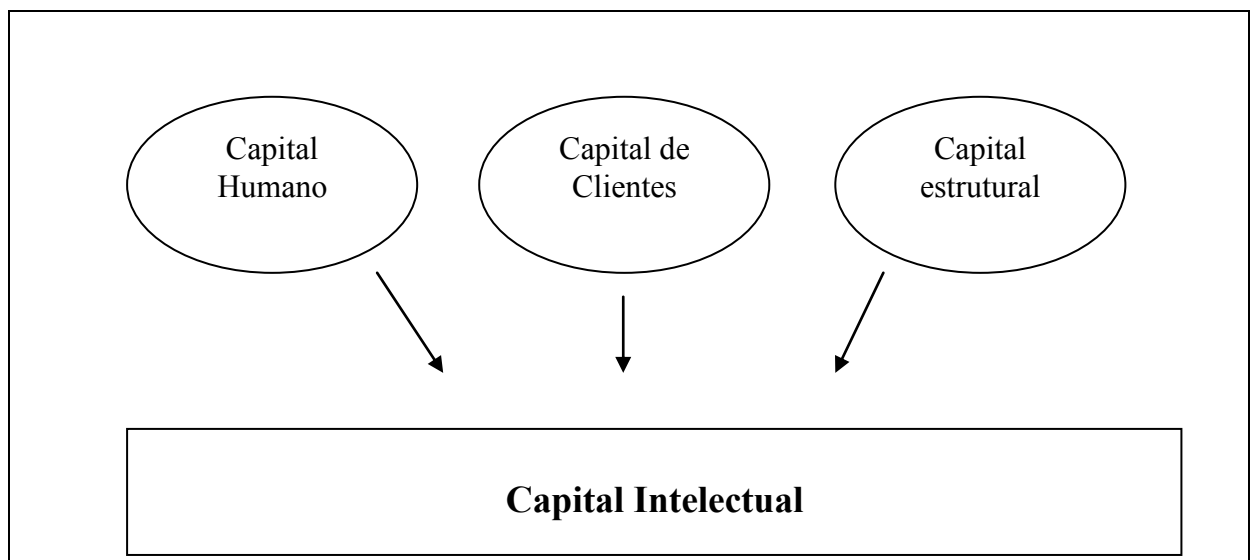 Capital
Humano
Capital de
Clientes
Capital
estrutural
Capital Intelectual